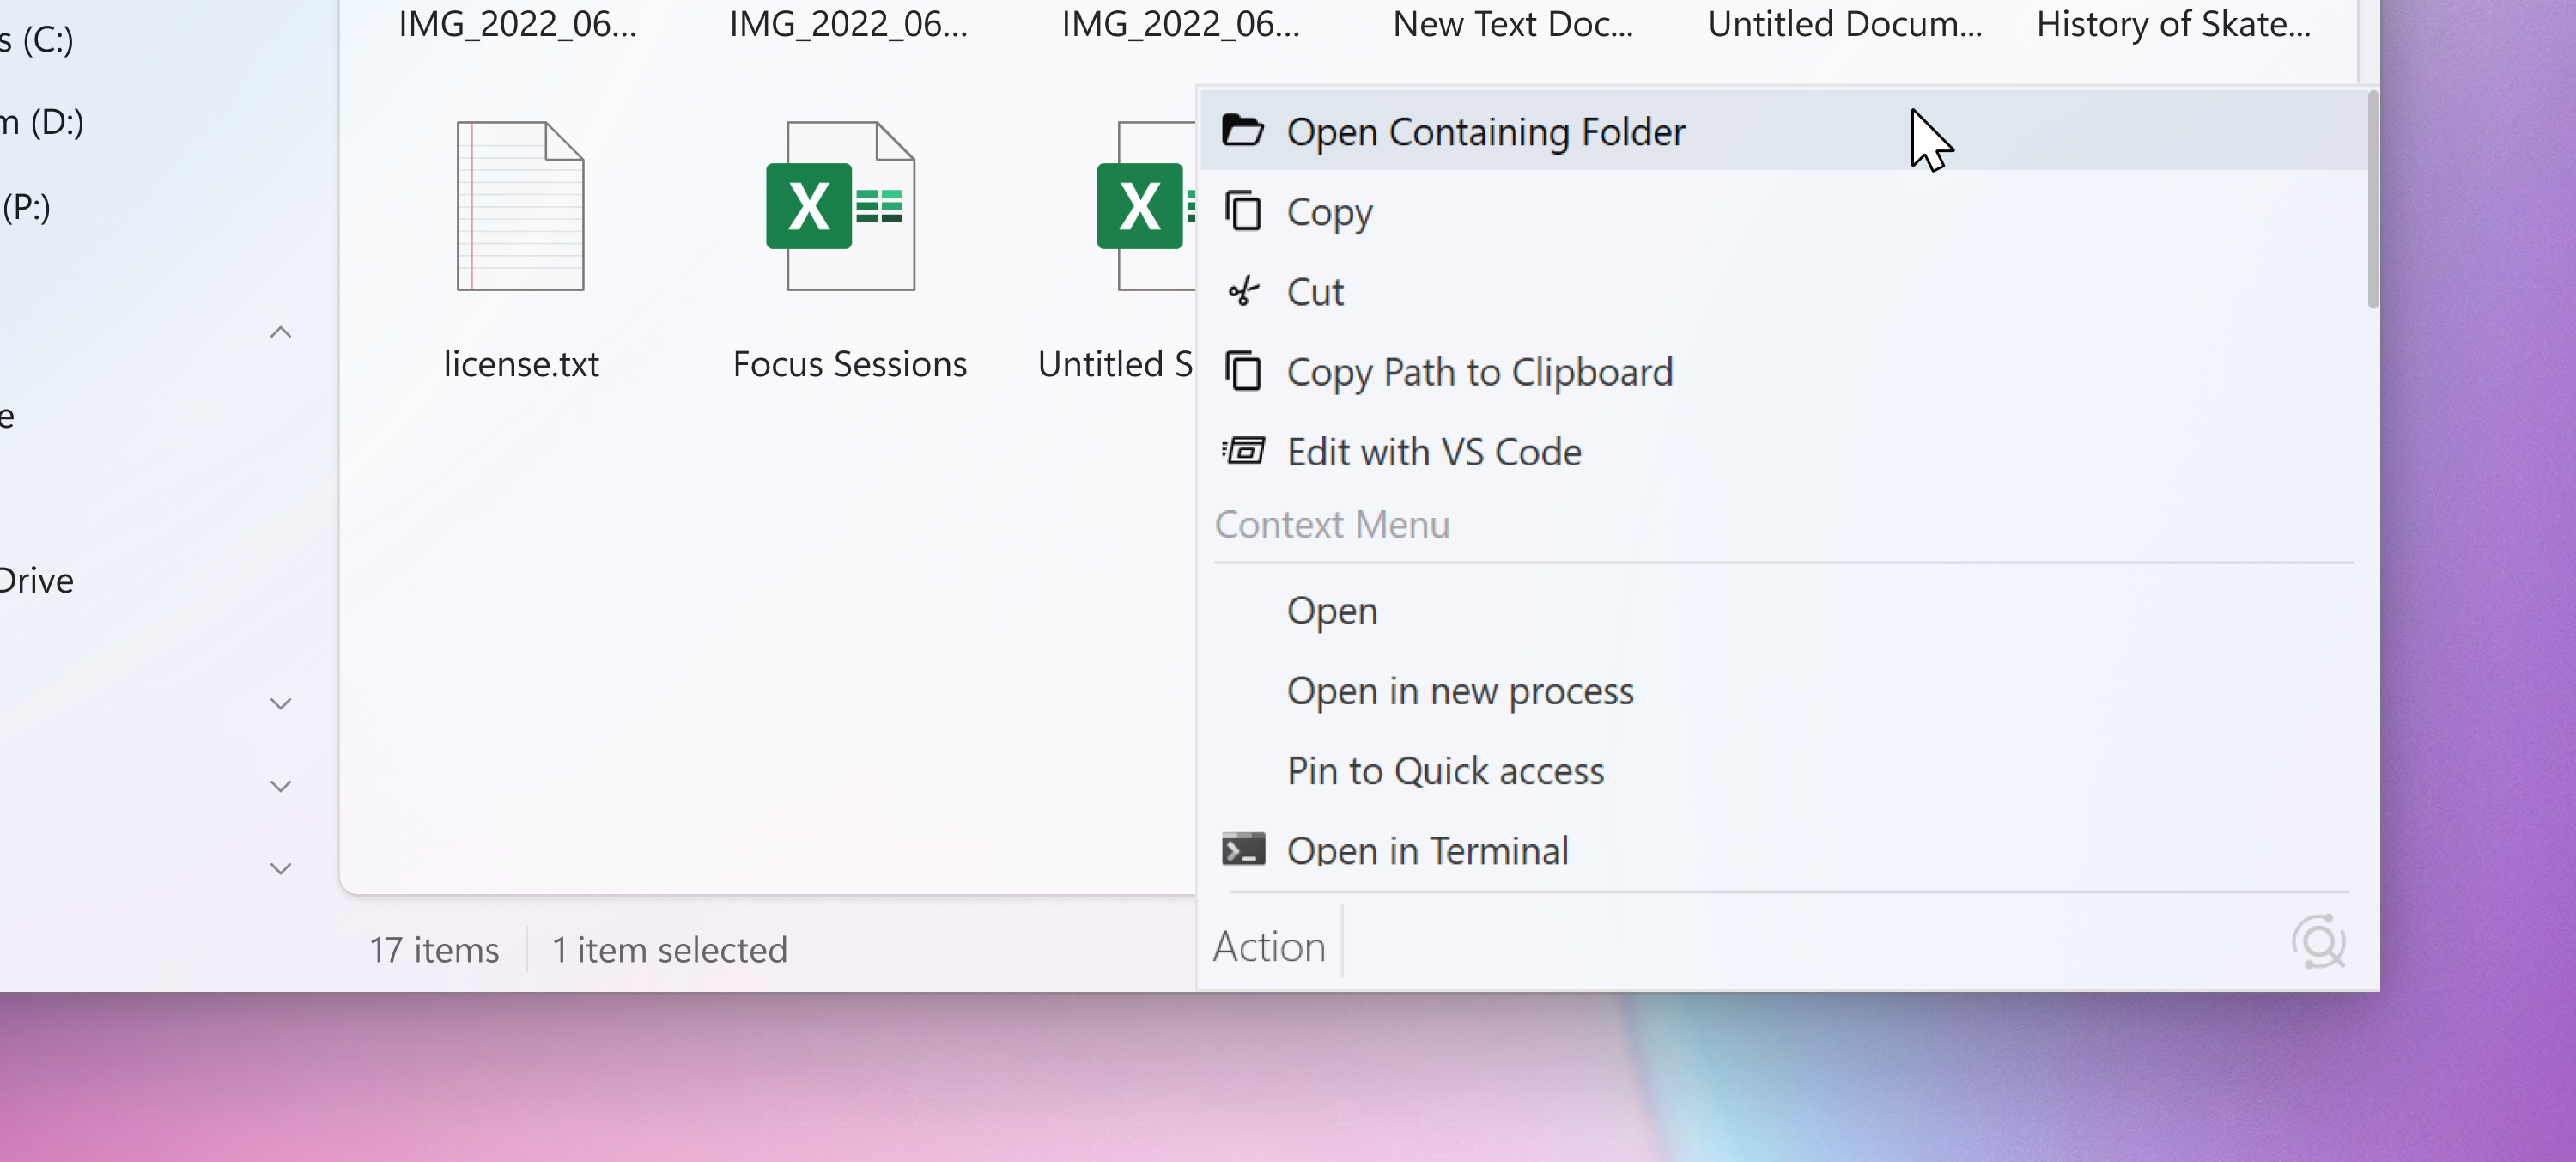 s (C:)
m (D:)
(P:)
e
Drive
IMG_2022_06...
IMG_2022_06...
IMG_2022_06...
New Text Doc...
Untitled Docum...
History of Skate...
license.txt
Focus Sessions
Untitled S
17 items
1 item selected
Open Containing Folder
Copy
Cut
Copy Path to Clipboard
Edit with VS Code
Context Menu
Open
Open in new process
Pin to Quick access
Open in Terminal
Action